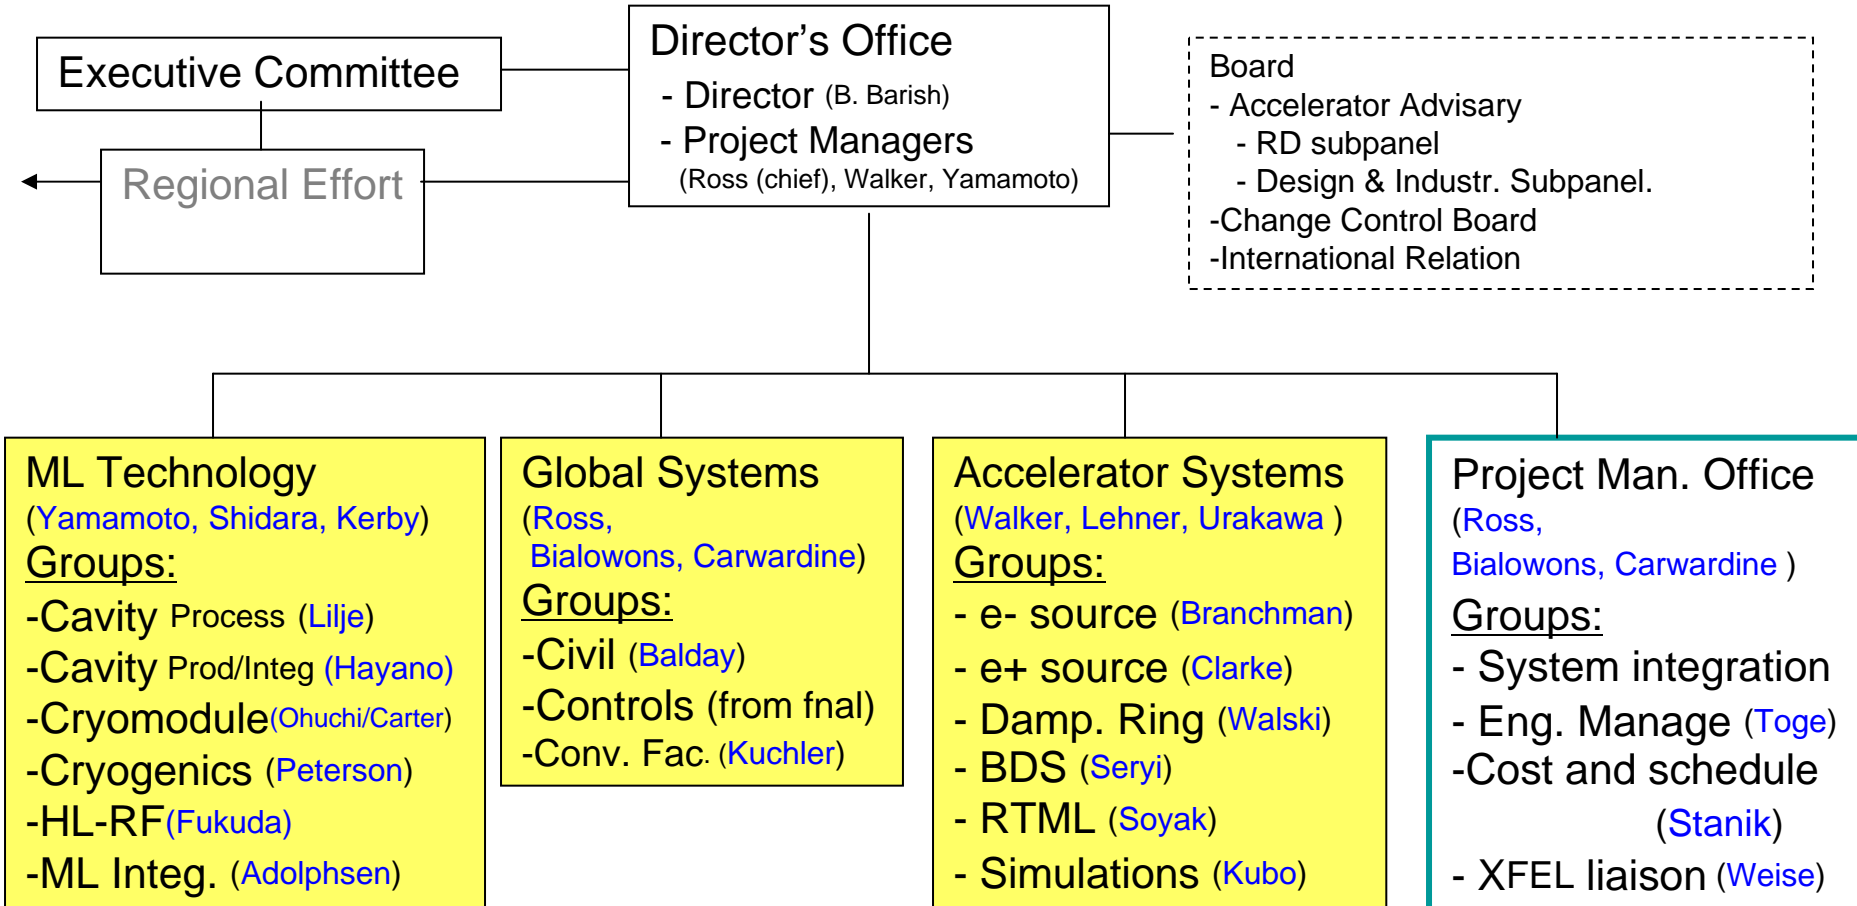 Executive Committee
Regional Effort
Director's Office
- Director (B. Barish)
- Project Managers
(Ross (chief), Walker, Yamamoto)
Board
- Accelerator Advisary
- RD subpanel
- Design & Industr. Subpanel.
-Change Control Board
-International Relation
ML Technology
(Yamamoto, Shidara, Kerby)
Groups:
-Cavity Process (Lilje)
-Cavity Prod/Integ (Hayano)
-Cryomodule(Ohuchi/Carter)
-Cryogenics (Peterson)
-HL-RF(Fukuda)
-ML Integ. (Adolphsen)
Global Systems
(Ross,
Bialowons, Carwardine)
Groups:
-Civil (Balday)
-Controls (from fnal)
-Conv. Fac. (Kuchler)
Accelerator Systems
(Walker, Lehner, Urakawa )
Groups:
- e- source (Branchman)
- e+ source (Clarke)
- Damp. Ring (Walski)
- BDS (Seryi)
- RTML (Soyak)
- Simulations (Kubo)
Project Man. Office
(Ross,
Bialowons, Carwardine )
Groups:
- System integration
- Eng. Manage (Toge)
-Cost and schedule
(Stanik)
- XFEL liaison (Weise)